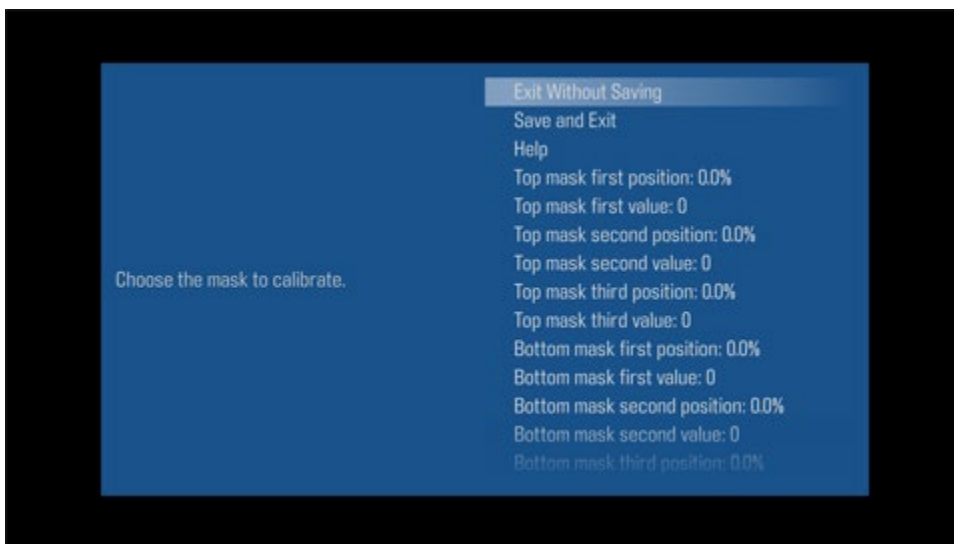 Choose the mask to calibrate.
Exit Without Saving
Save and Exit
Help
Top mask first position: 0.0%
Top mask first value: 0
Top mask second position: 0.0%
Top mask second value: 0
Top mask third position: 0.0%
Top mask third value: 0
Bottom mask first position: 0.0%
Bottom mask first value: 0
Bottom mask second position: 0.0%
Bottom mask second value: 0
Bottom mask third position: 0.0%